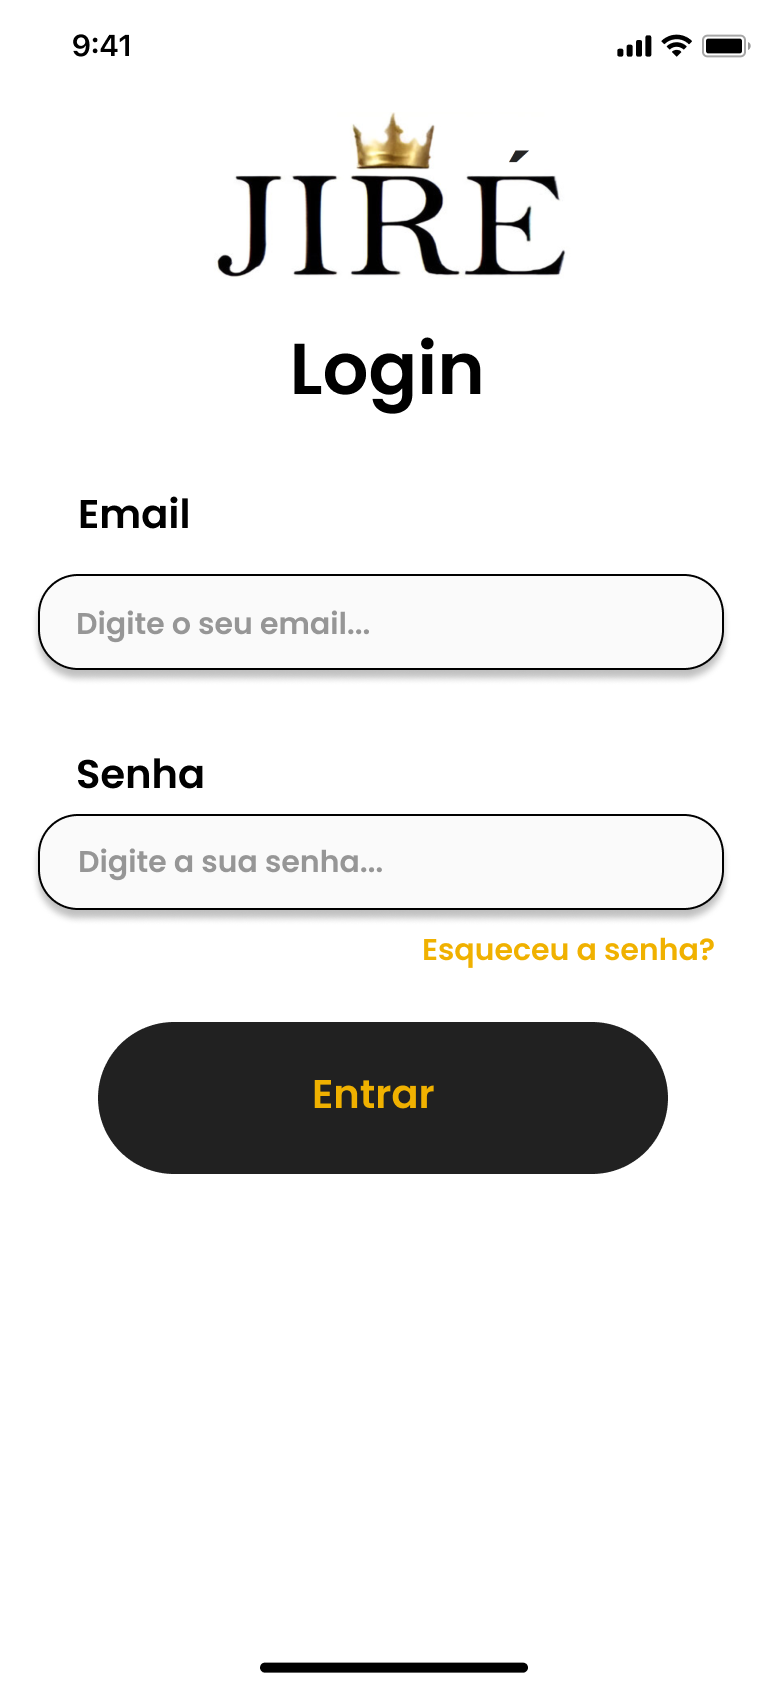 9:41
JIRÉ
Login
Email
Digite o seu email...
Senha
Digite a sua senha...
Esqueceu a senha?
Entrar